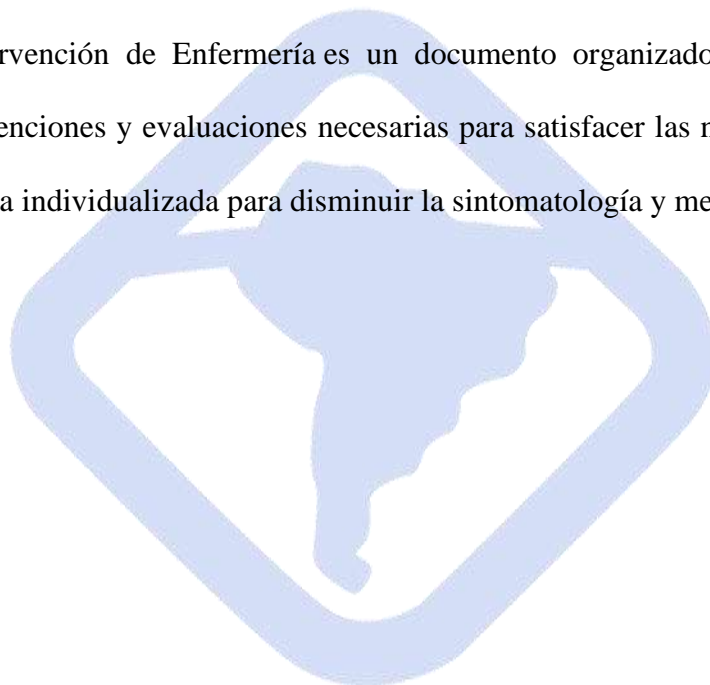 rvención de Enfermería es un documento organizado
enciones y evaluaciones necesarias para satisfacer las
a individualizada para disminuir la sintomatología y me